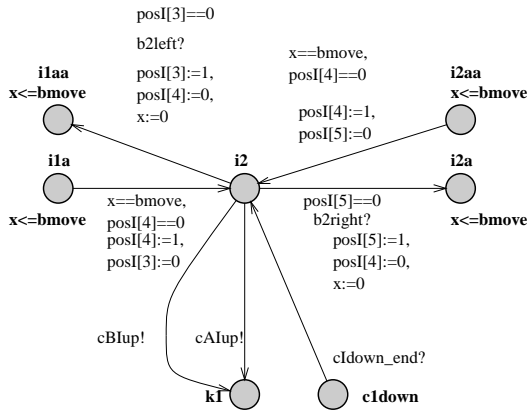 posI[3]==0
b2left?
posI[3]:=1,
posI[4]:=0,
x:=0
i1aa
x<=bmove
x==bmove,
posI[4]==0
posI[4]:=1,
posI[5]:=0
i2aa
x<=bmove
i1a
x<=bmove
i2
i2a
x<=bmove
x==bmove,
posI[4]==0
posI[4]:=1,
posI[3]:=0
posI[5]==0
b2right?
posI[5]:=1,
posI[4]:=0,
x:=0
cBIup!
cAIup!
cIdown_end?
k1
c1down